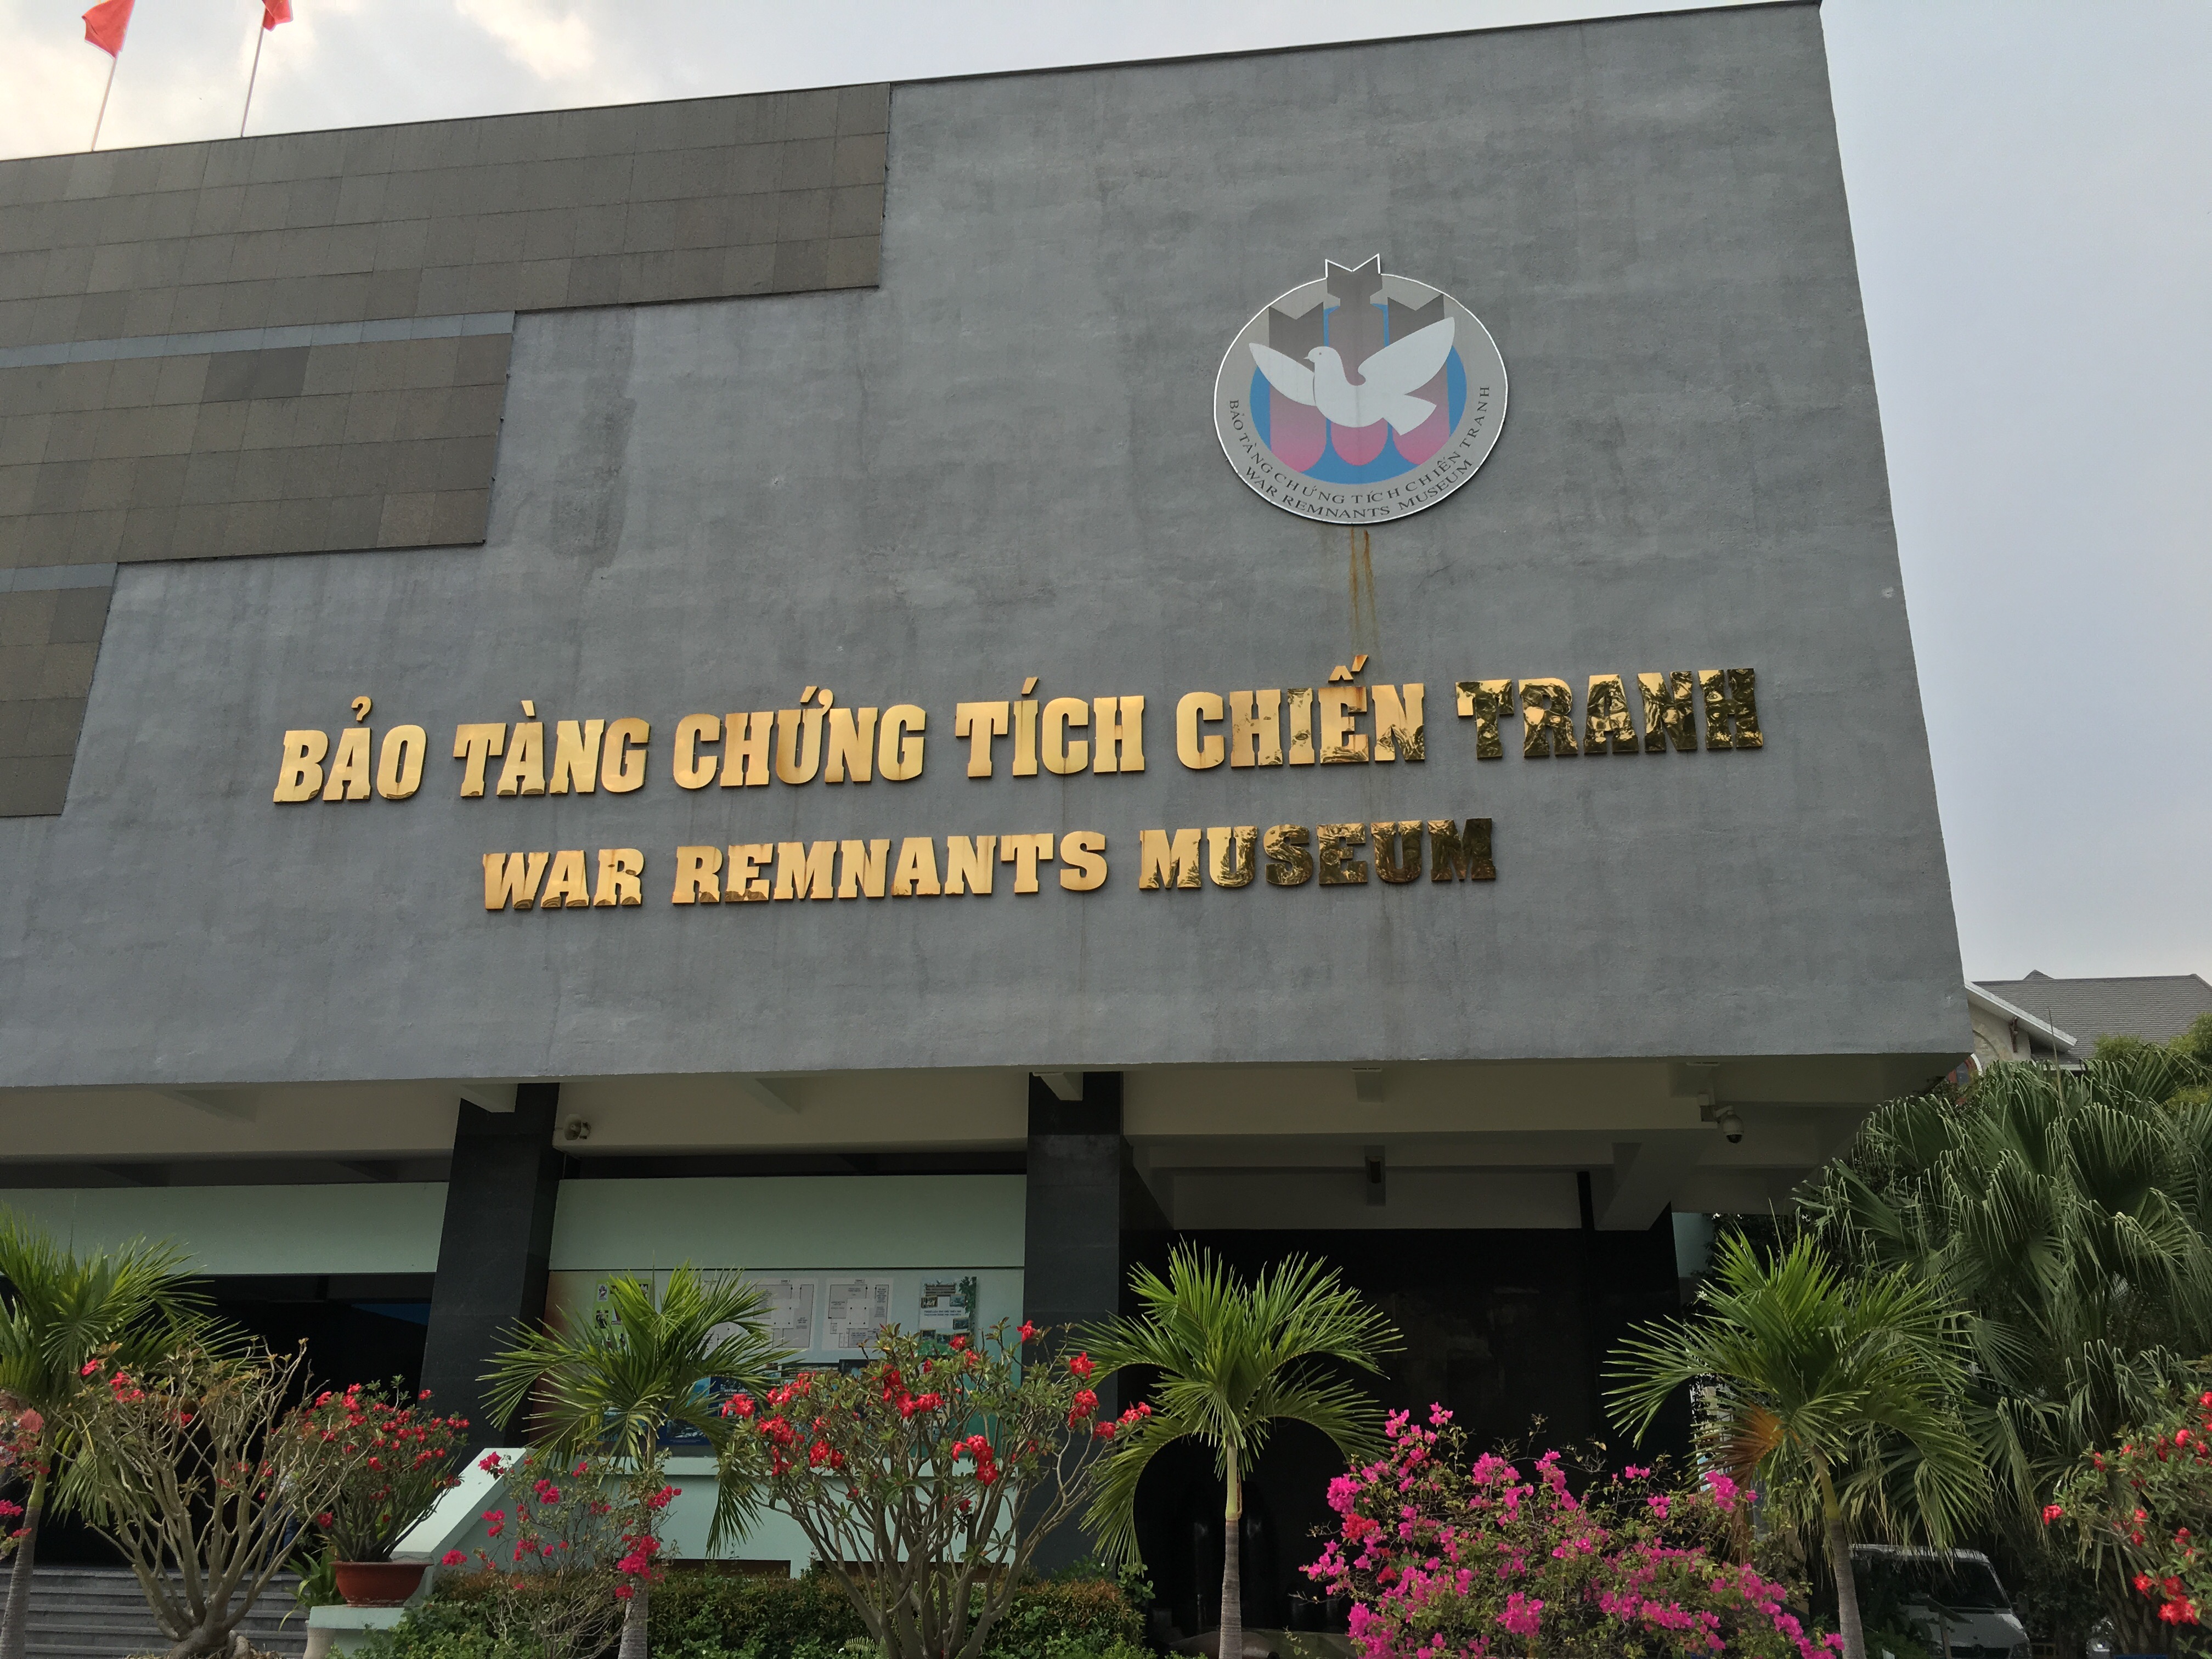 BẢO TÀNG CHỨNG TÍCH CHIẾN TRANH
WAR REMNANTS MUSEUM
BẢO TÀNG CHỨNG TÍCH CHIẾN TRANH
WAR REMNANTS MUSEUM